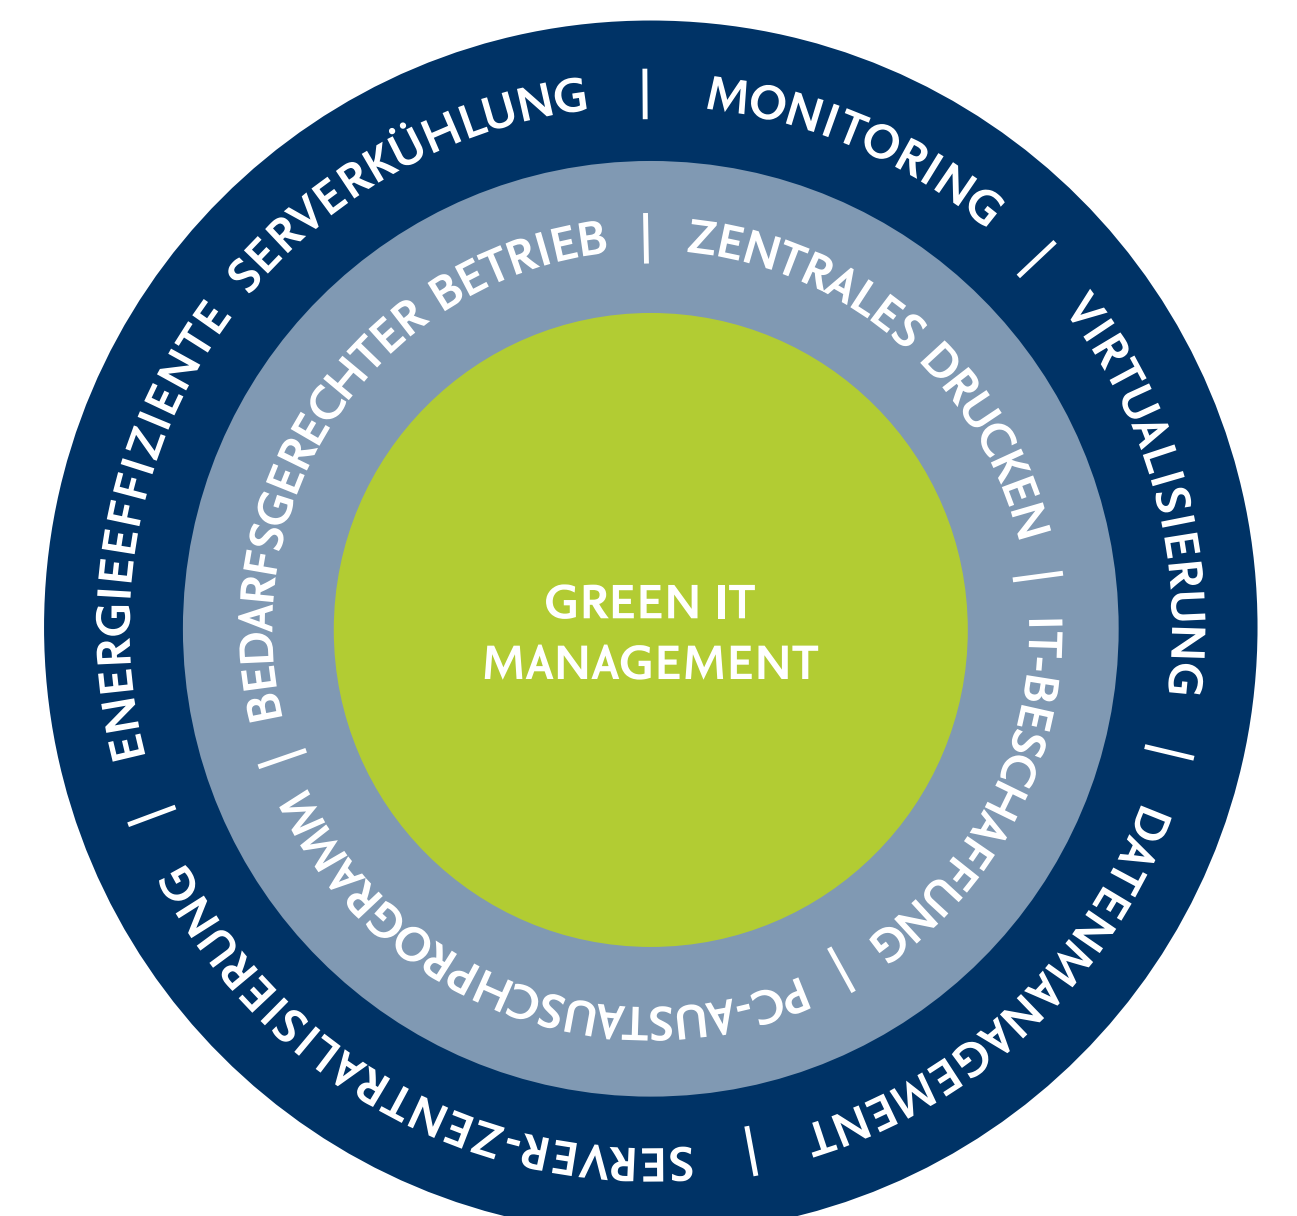 MONITORING | VIRTUALISIERUNG | DATENMANAGEMENT | SERVER-ZENTRALISIERUNG | ENERGIEEFFIZIENTE SERVERKÜHLUNG |
ZENTRALES DRUCKEN | IT-BESCHAFFUNG | PC-AUSTAUSCHPROGRAMM | BEDARFSGERECHTER BETRIEB |
GREEN IT
MANAGEMENT